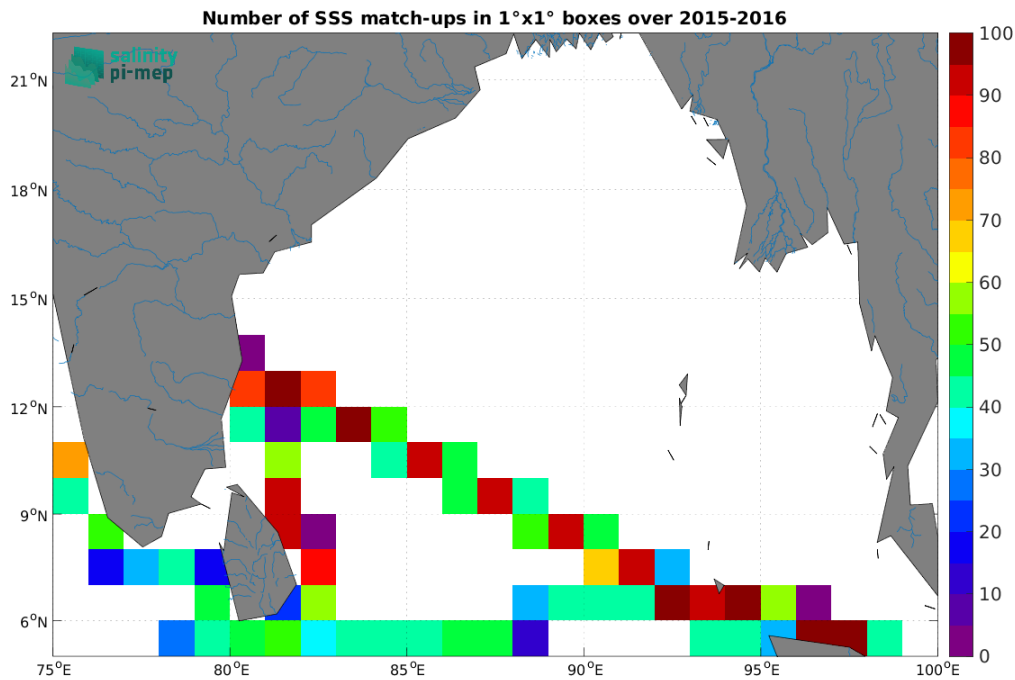 Number of SSS match-ups in 1°x1° boxes over 2015-2016
salinity
pi-mep
21°N
18°N
15°N
12°N
9°N
6°N
75°E
80°E
85°E
90°E
95°E
100°E
100
90
80
70
60
50
40
30
20
10
0